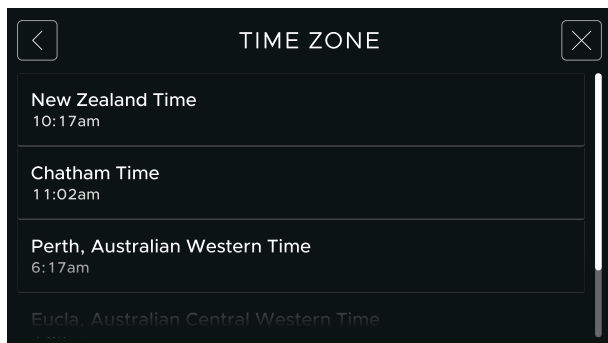 TIME ZONE
New Zealand Time
10:17am
Chatham Time
11:02am
Perth, Australian Western Time
6:17am
Eucla, Australian Central Western Time